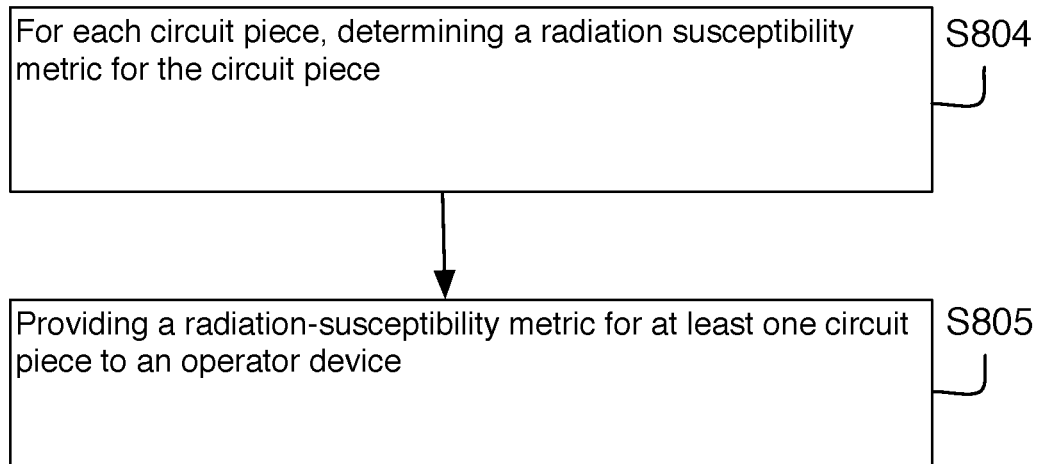 For each circuit piece, determining a radiation susceptibility
metric for the circuit piece
S804
Providing a radiation-susceptibility metric for at least one circuit
piece to an operator device
S805